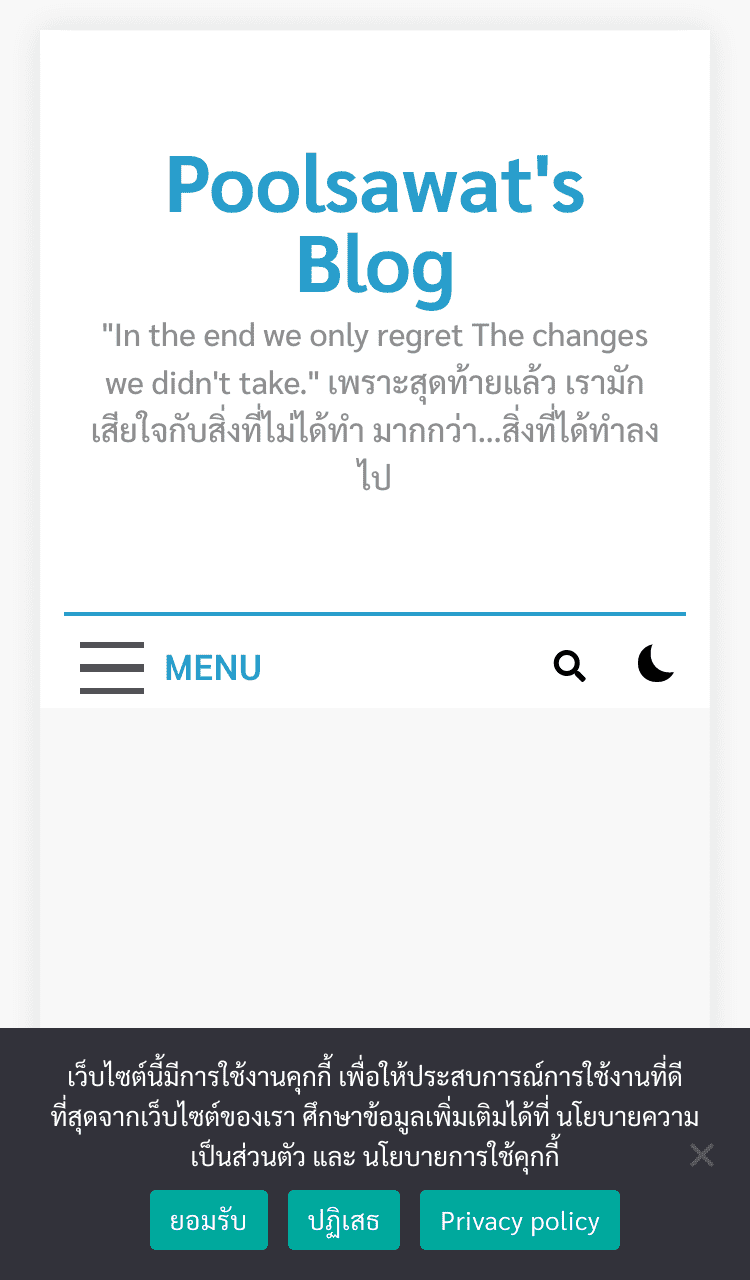 Poolsawat's
Blog
"In the end we only regret The changes
we didn't take." เพราะสุดท้ายแล้ว เรามัก
เสียใจกับสิ่งที่ไม่ได้ทำ มากกว่า...สิ่งที่ได้ทำลง
ไป
MENU
เว็บไซต์นี้มีการใช้งานคุกกี้ เพื่อให้ประสบการณ์การใช้งานที่ดี
ที่สุดจากเว็บไซต์ของเรา ศึกษาข้อมูลเพิ่มเติมได้ที่ นโยบายความ
เป็นส่วนตัว และ นโยบายการใช้คุกกี้
ยอมรับ ปฏิเสธ Privacy policy